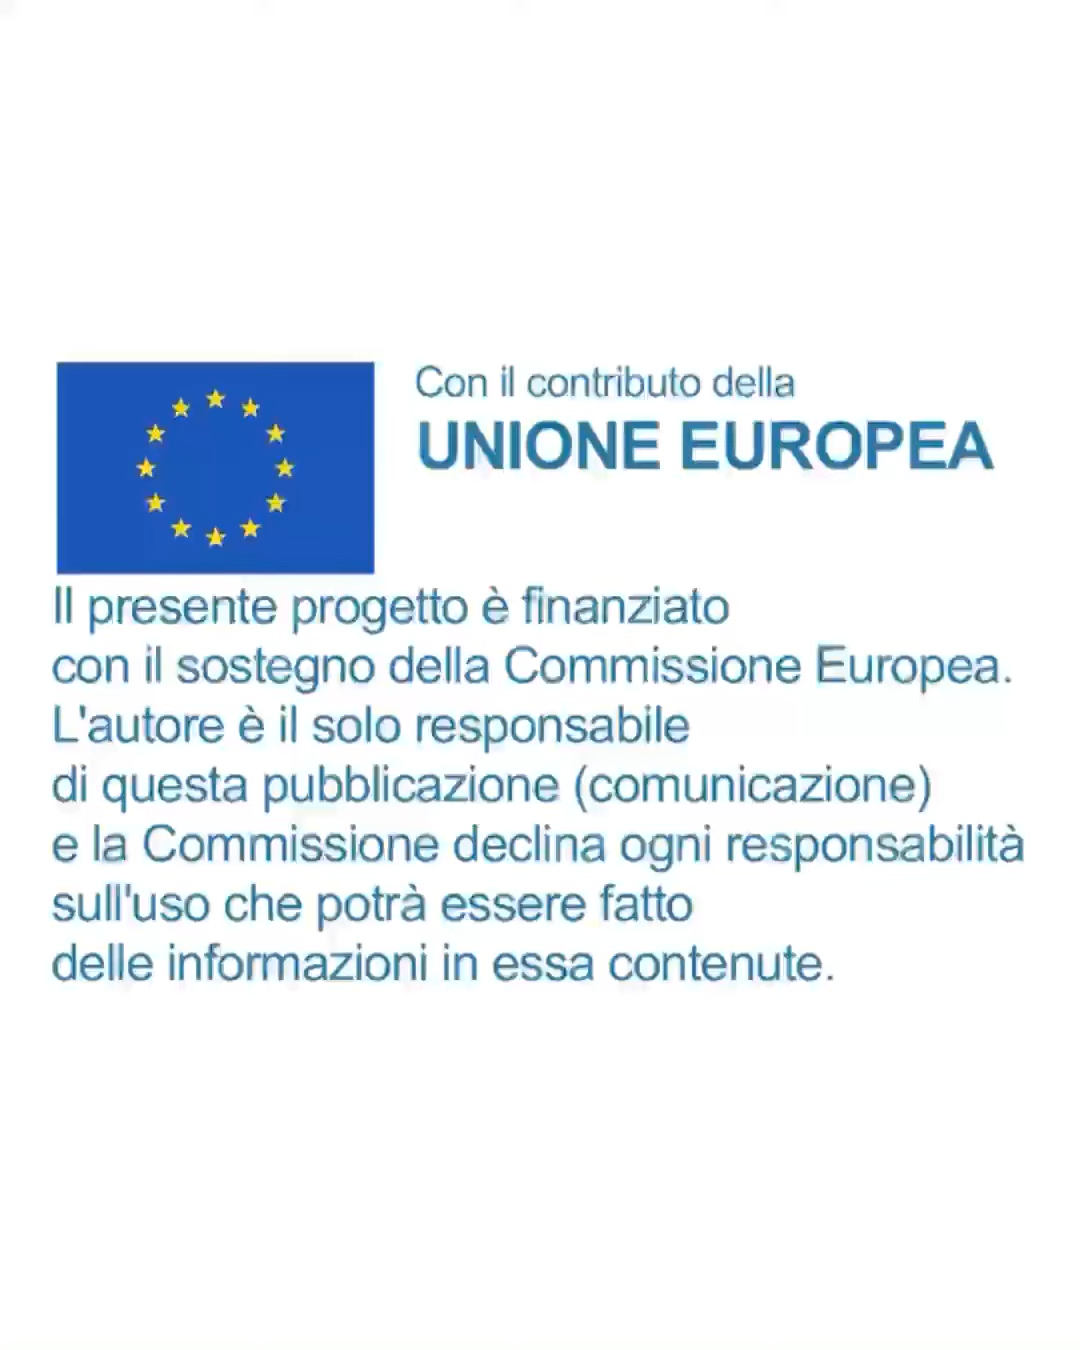 Con il contributo della
UNIONE EUROPEA
Il presente progetto è finanziato
con il sostegno della Commissione Europea.
L'autore è il solo responsabile
di questa pubblicazione (comunicazione)
e la Commissione declina ogni responsabilità
sull'uso che potrà essere fatto
delle informazioni in essa contenute.